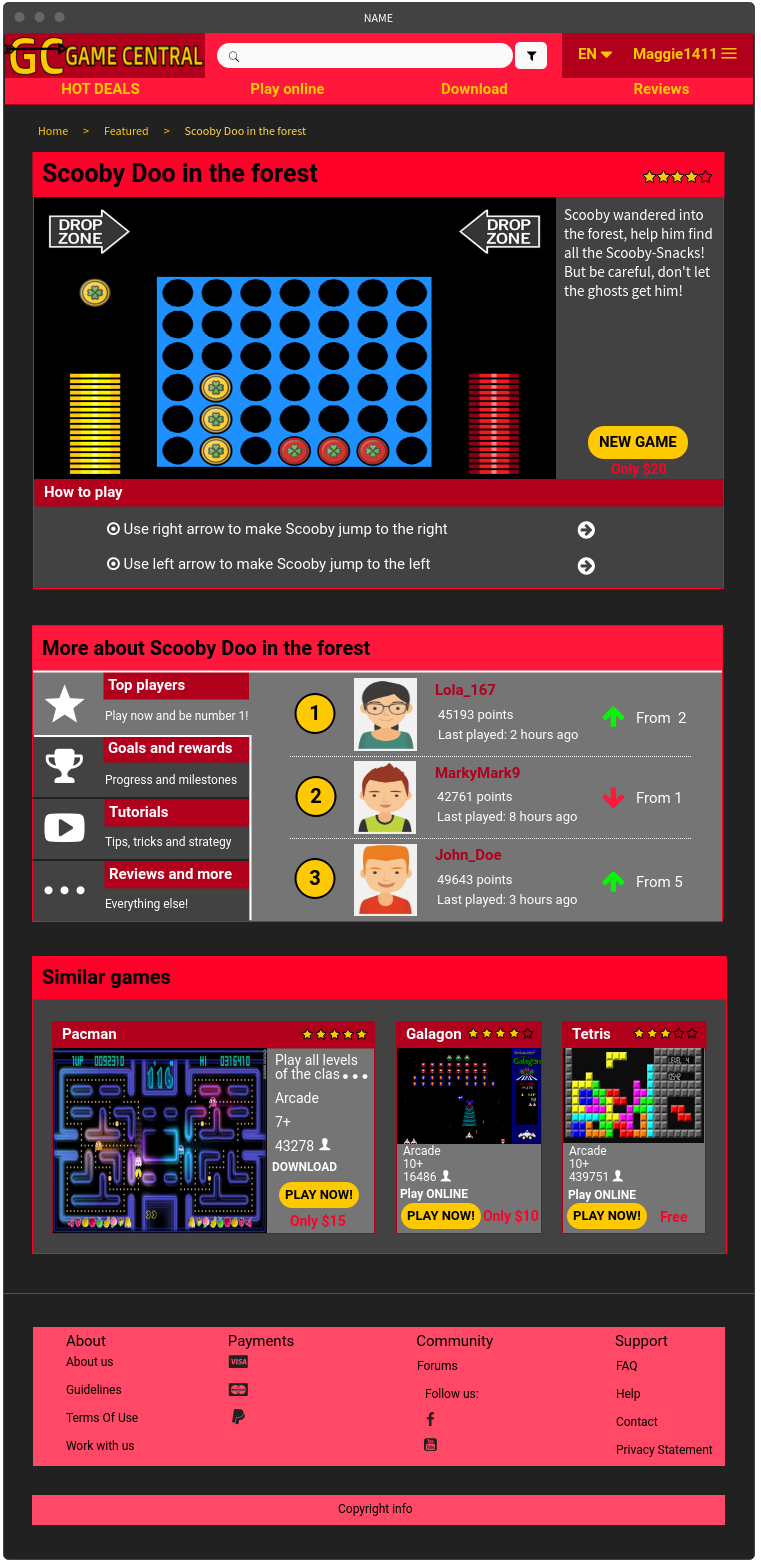 NAME
GC GAME CENTRAL
EN
Maggie1411
HOT DEALS
Play online
Download
Reviews
Home > Featured > Scooby Doo in the forest
Scooby Doo in the forest
DROP
ZONE
DROP
ZONE
Scooby wandered into
the forest, help him find
all the Scooby-Snacks!
But be careful, don't let
the ghosts get him!
NEW GAME
Only $20
How to play
Use right arrow to make Scooby jump to the right
Use left arrow to make Scooby jump to the left
More about Scooby Doo in the forest
Top players
Play now and be number 1!
Goals and rewards
Progress and milestones
Tutorials
Tips, tricks and strategy
Reviews and more
Everything else!
1
Lola_167
45193 points
Last played: 2 hours ago
From 2
2
MarkyMark9
42761 points
Last played: 8 hours ago
From 1
3
John_Doe
49643 points
Last played: 3 hours ago
From 5
Similar games
Pacman
1UP 0092310 HI 0316410
116
Play all levels
of the clas...
Arcade
7+
43278
DOWNLOAD
PLAY NOW!
Only $15
Galagon
Arcade
10+
16486
Play ONLINE
PLAY NOW!
Only $10
Tetris
LEVEL 4
Arcade
10+
439751
Play ONLINE
PLAY NOW!
Free
About
About us
Guidelines
Terms Of Use
Work with us
Payments
VISA
Community
Forums
Follow us:
Support
FAQ
Help
Contact
Privacy Statement
Copyright info